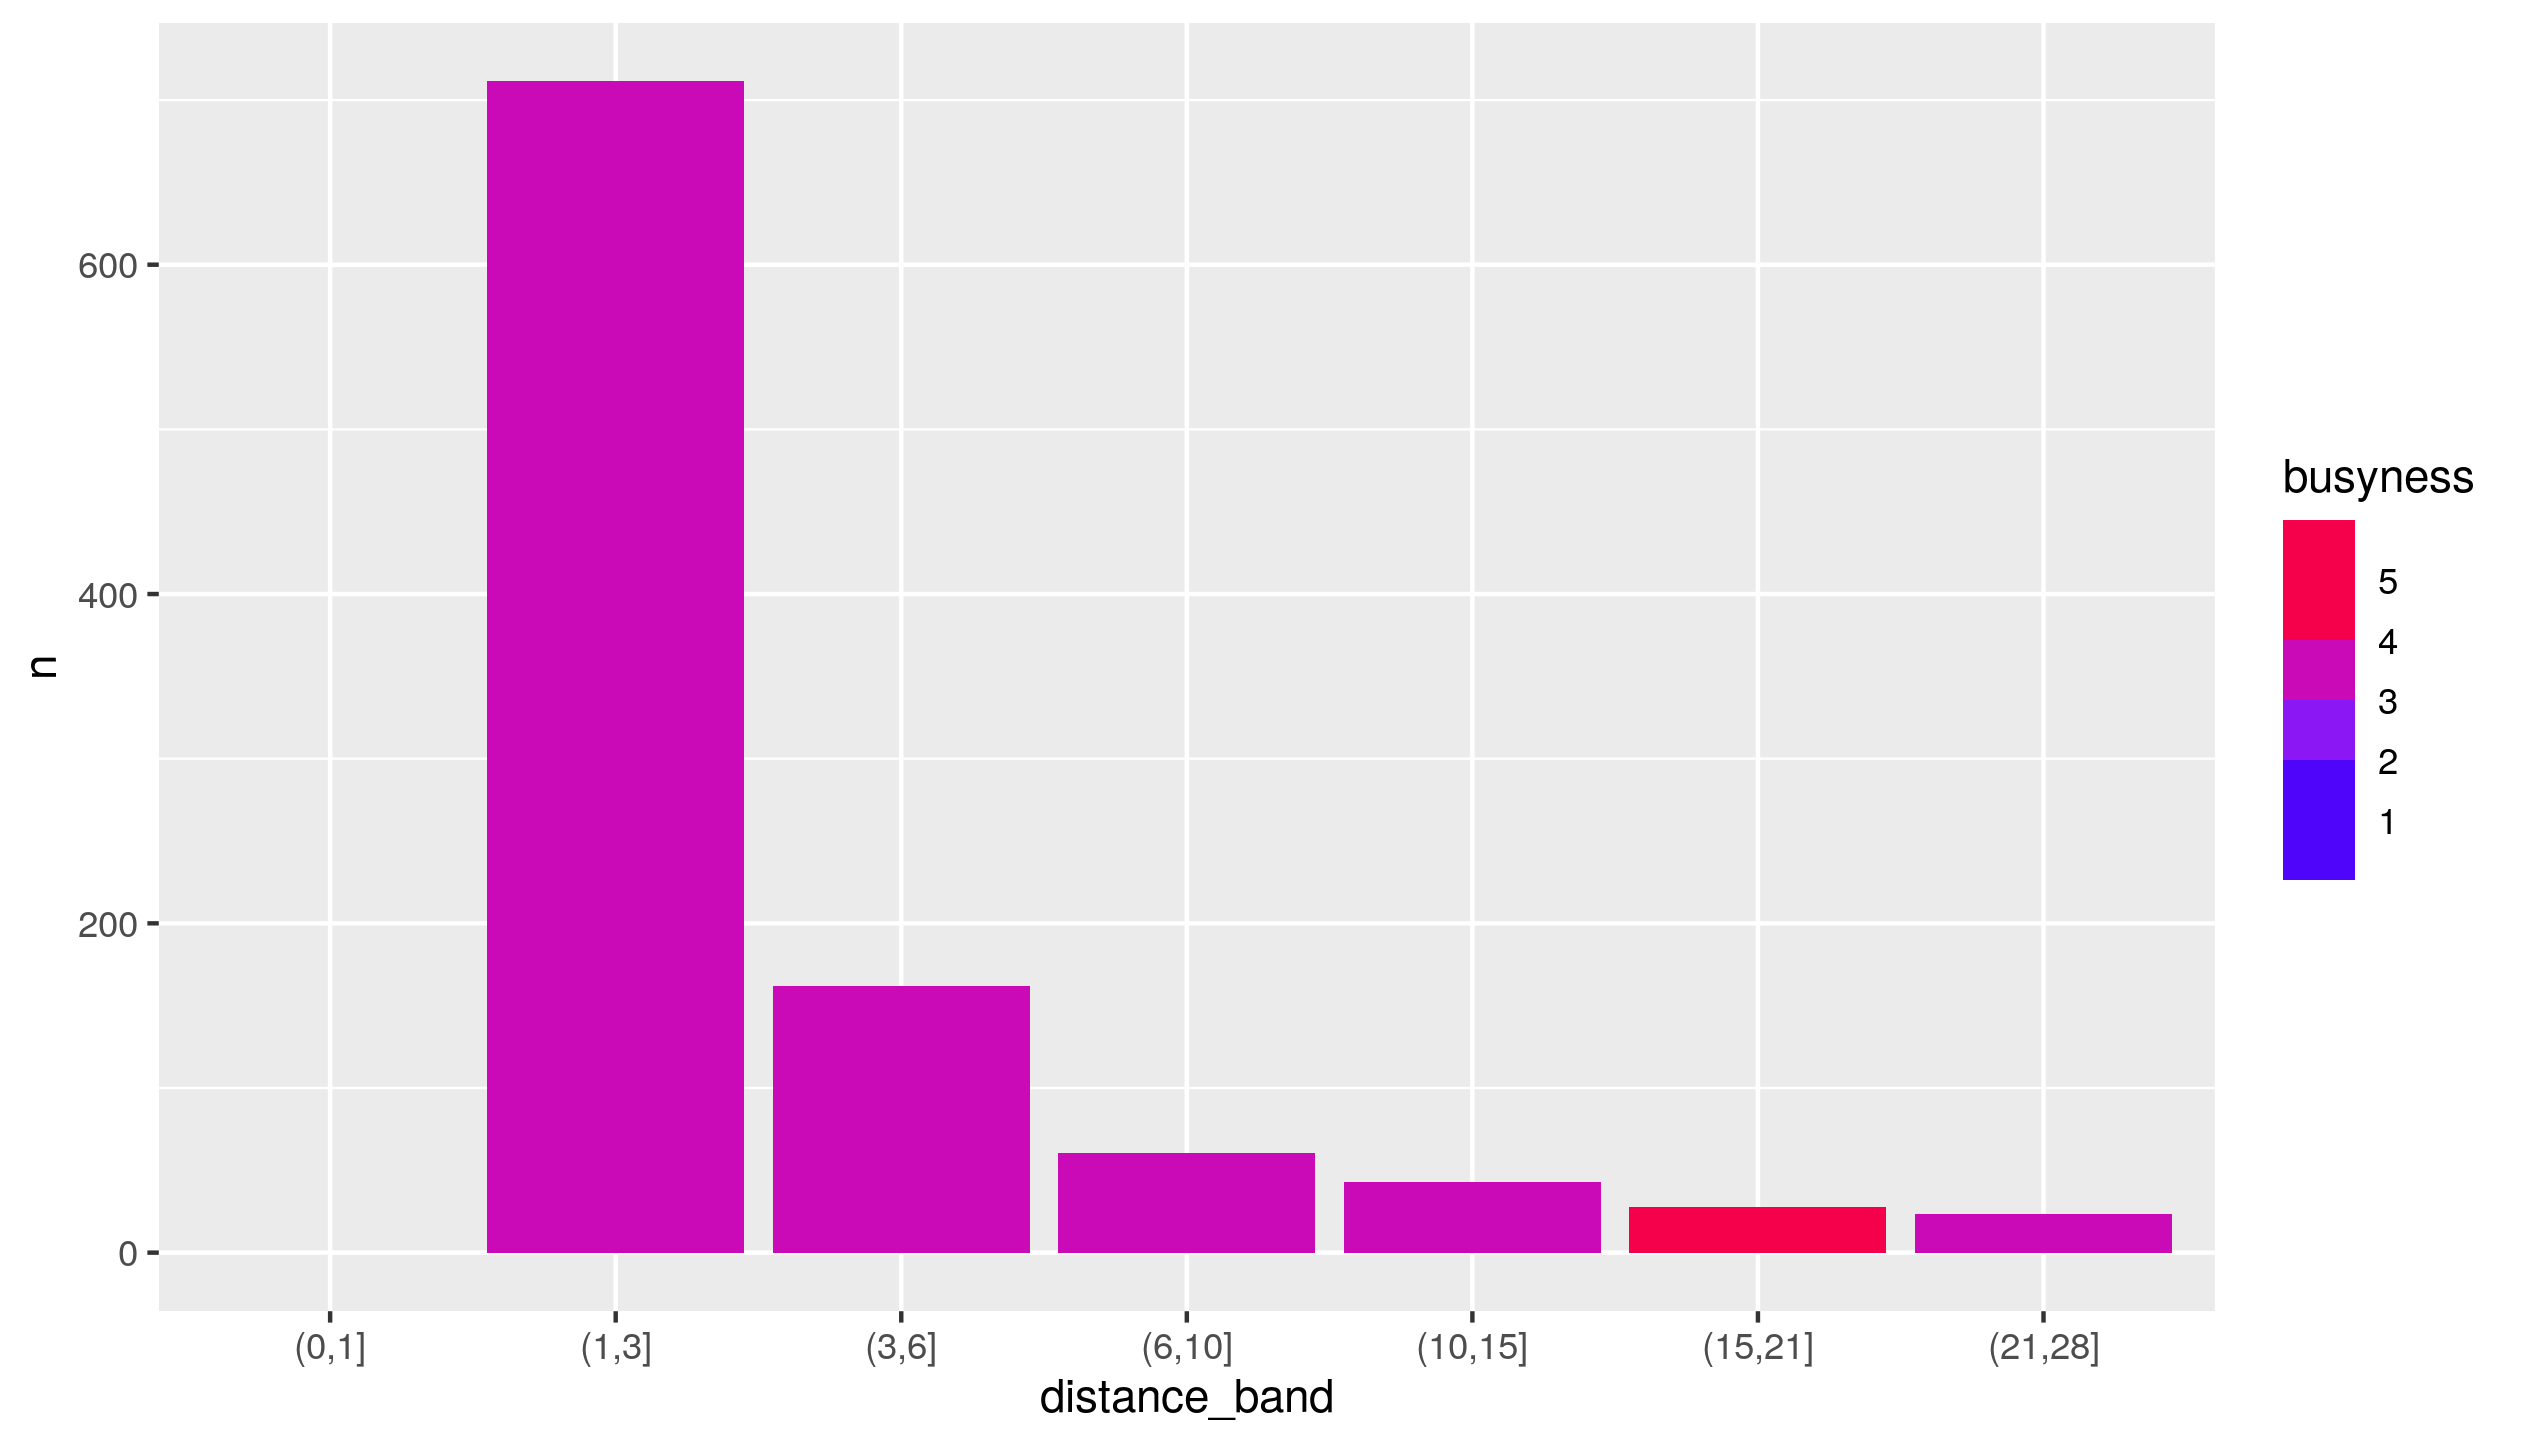 n
600
400
200
0
(0,1] (1,3] (3,6] (6,10] (10,15] (15,21] (21,28]
distance_band
busyness
5
4
3
2
1